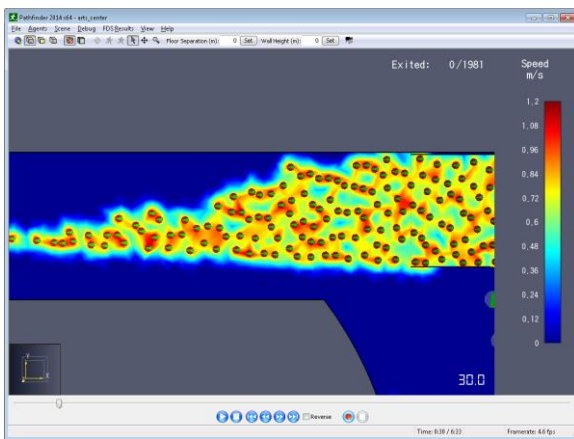 Pathfinder 2014 x64 - arts_center
File Agents Scene Debug FDS Results View Help
Floor Separation (m): 0 Set Wall Height (m): 0 Set
Exited: 0/1981
Speed
m/s
1,2
1,08
0,96
0,84
0,72
0,6
0,48
0,36
0,24
0,12
0
30.0
Reverse
Time: 0:30 / 6:33 Framerate: 4.6 fps